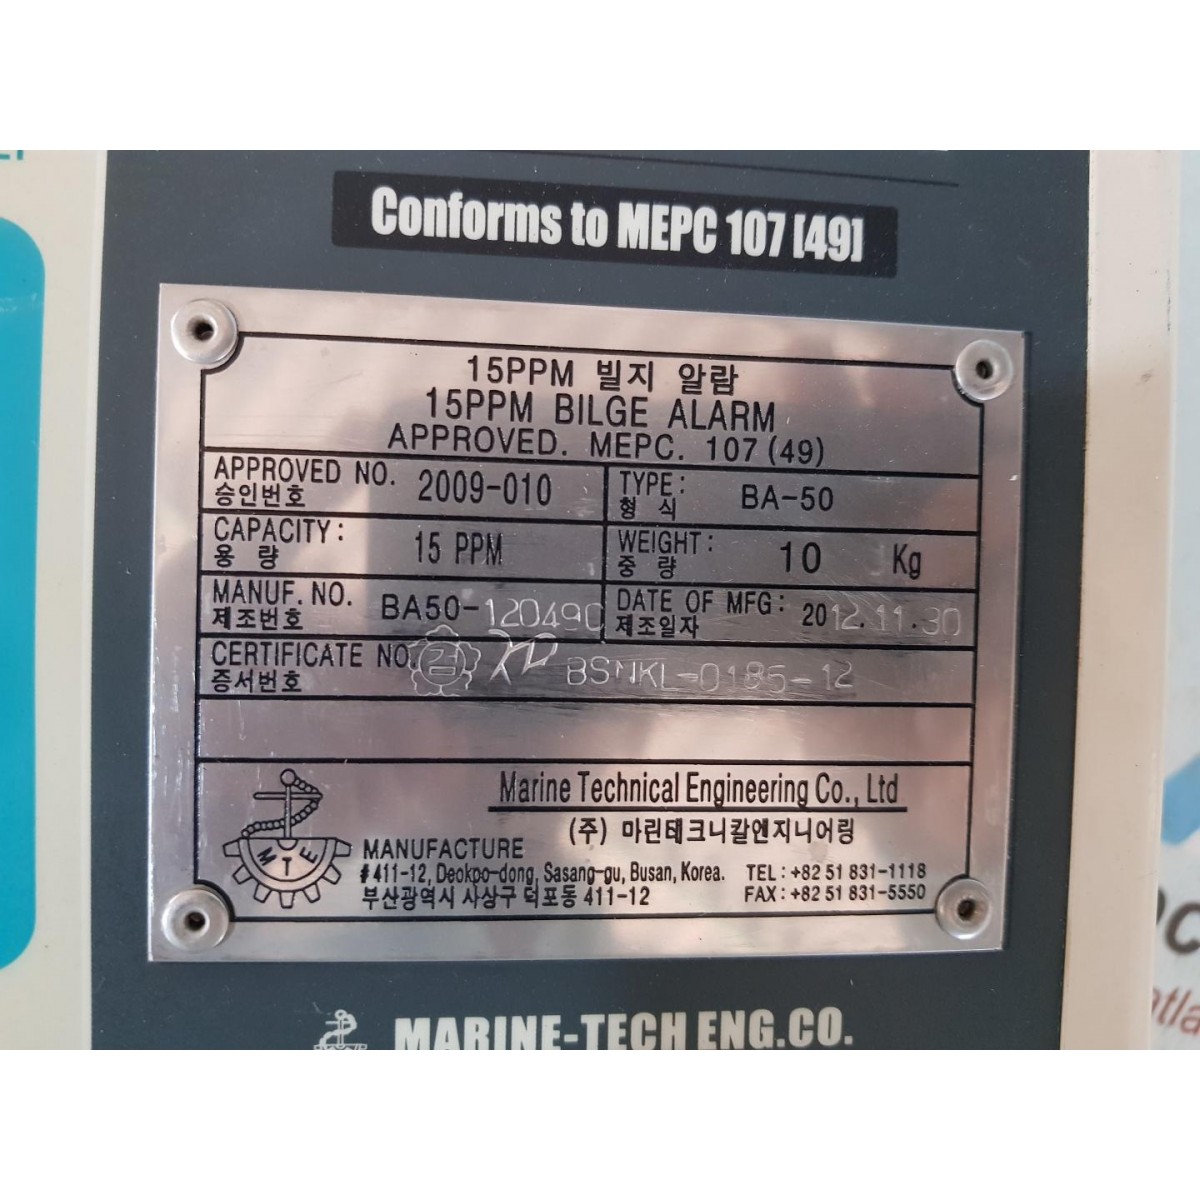 Conforms to MEPC 107 [49]
15PPM 빌지 알람
15PPM BILGE ALARM
APPROVED. MEPC. 107 (49)
APPROVED NO. 2009-010
승인번호
TYPE: BA-50
형 식
CAPACITY: 15 PPM
용 량
WEIGHT: 10 Kg
중 량
MANUF. NO. BA50-120490
제조번호
DATE OF MFG: 2012.11.30
제조일자
CERTIFICATE NO. 검 BSNKL-0185-12
증서번호
Marine Technical Engineering Co., Ltd
(주) 마린테크니칼엔지니어링
MTE
MANUFACTURE
# 411-12, Deokpo-dong, Sasang-gu, Busan, Korea. TEL : +82 51 831-1118
부산광역시 사상구 덕포동 411-12 FAX : +82 51 831-5550
MARINE-TECH ENG.CO.